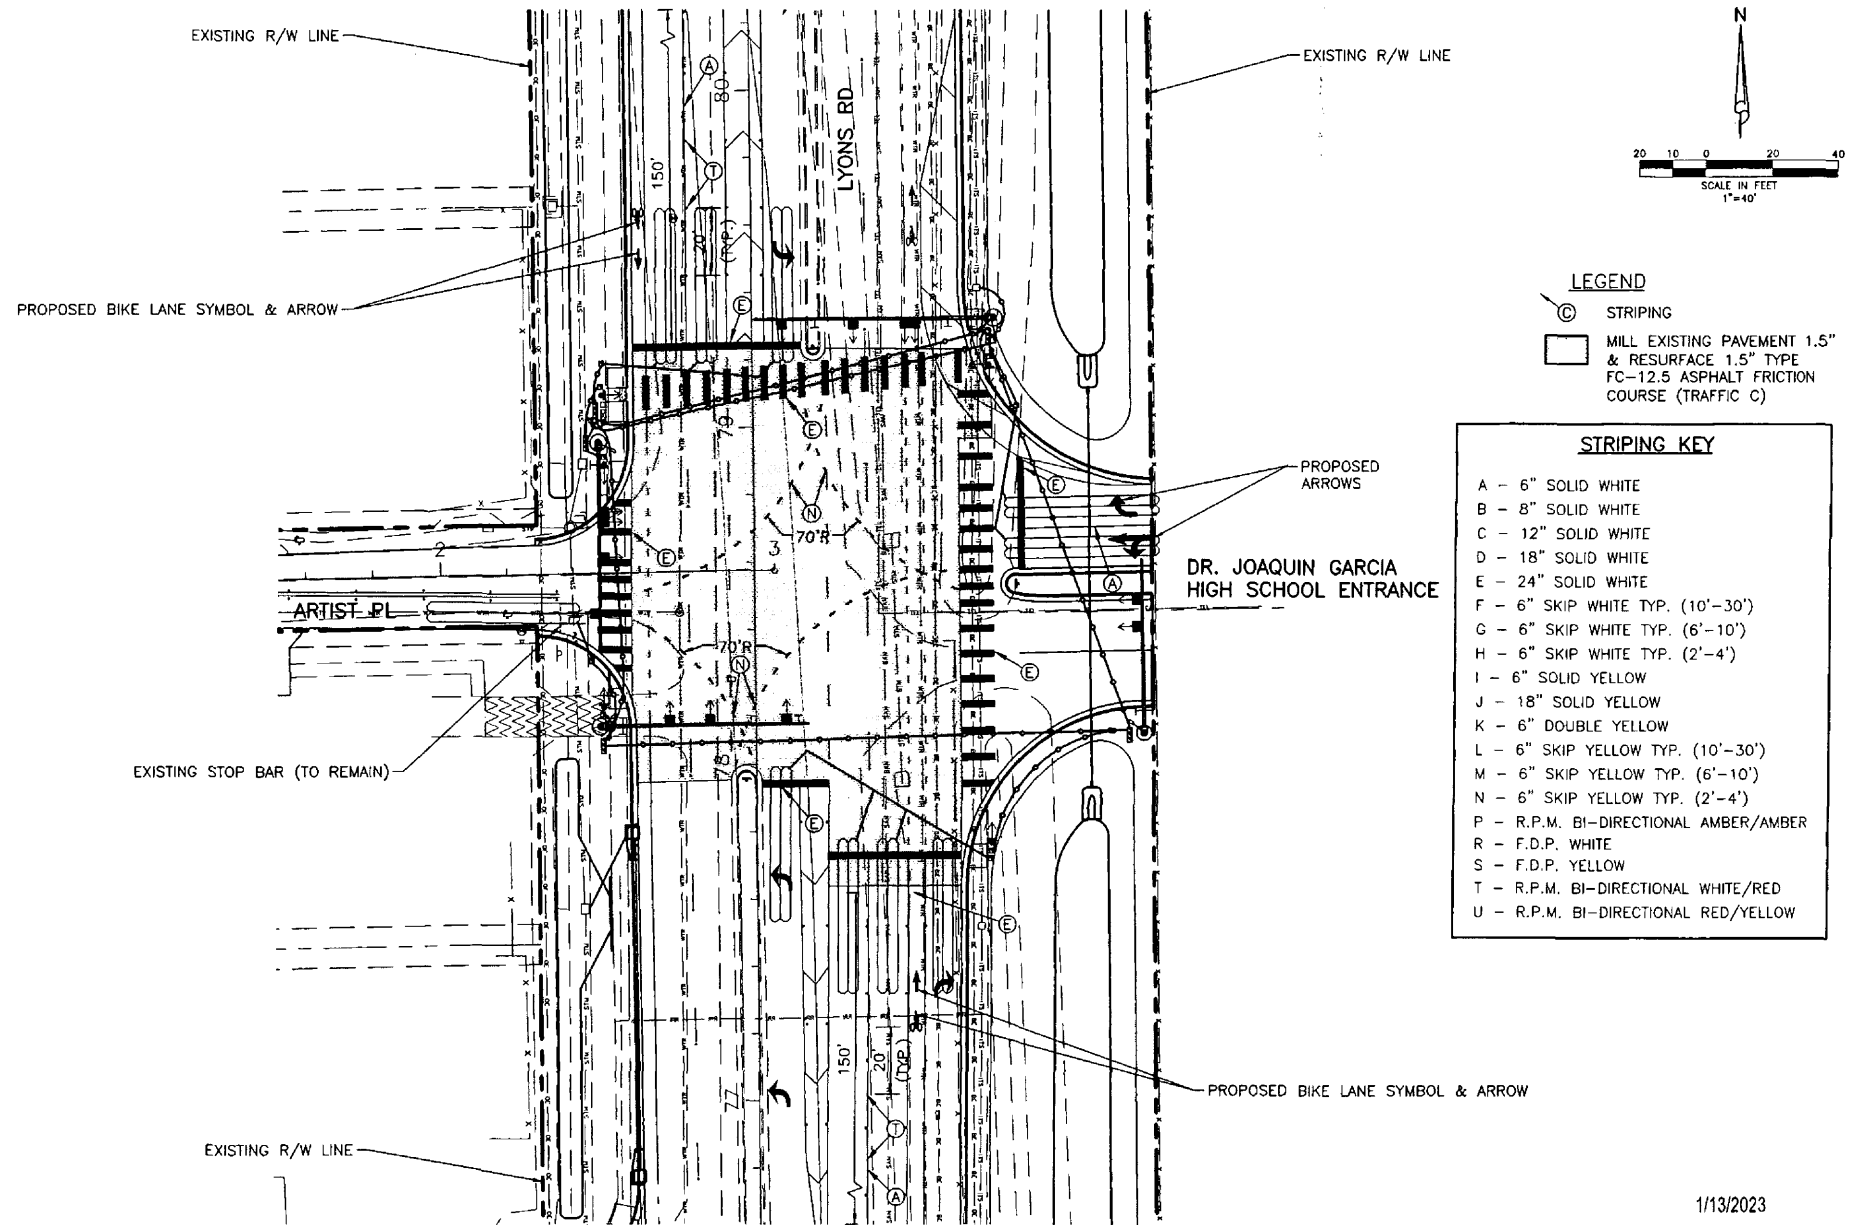 EXISTING R/W LINE
EXISTING R/W LINE
N
20 10 0 20 40
SCALE IN FEET
1"=40'
A
80
LYONS RD
150'
T
20'
(TYP.)
PROPOSED BIKE LANE SYMBOL & ARROW
E
LEGEND
C STRIPING
MILL EXISTING PAVEMENT 1.5"
& RESURFACE 1.5" TYPE
FC-12.5 ASPHALT FRICTION
COURSE (TRAFFIC C)
79
E
PROPOSED
ARROWS
E
N
70'R
2
3
E
DR. JOAQUIN GARCIA
HIGH SCHOOL ENTRANCE
A
ARTIST PL
70'R
N
E
EXISTING STOP BAR (TO REMAIN)
78
E
E
STRIPING KEY
A - 6" SOLID WHITE
B - 8" SOLID WHITE
C - 12" SOLID WHITE
D - 18" SOLID WHITE
E - 24" SOLID WHITE
F - 6" SKIP WHITE TYP. (10'-30')
G - 6" SKIP WHITE TYP. (6'-10')
H - 6" SKIP WHITE TYP. (2'-4')
I - 6" SOLID YELLOW
J - 18" SOLID YELLOW
K - 6" DOUBLE YELLOW
L - 6" SKIP YELLOW TYP. (10'-30')
M - 6" SKIP YELLOW TYP. (6'-10')
N - 6" SKIP YELLOW TYP. (2'-4')
P - R.P.M. BI-DIRECTIONAL AMBER/AMBER
R - F.D.P. WHITE
S - F.D.P. YELLOW
T - R.P.M. BI-DIRECTIONAL WHITE/RED
U - R.P.M. BI-DIRECTIONAL RED/YELLOW
150'
20'
(TYP.)
77
PROPOSED BIKE LANE SYMBOL & ARROW
T
A
EXISTING R/W LINE
1/13/2023